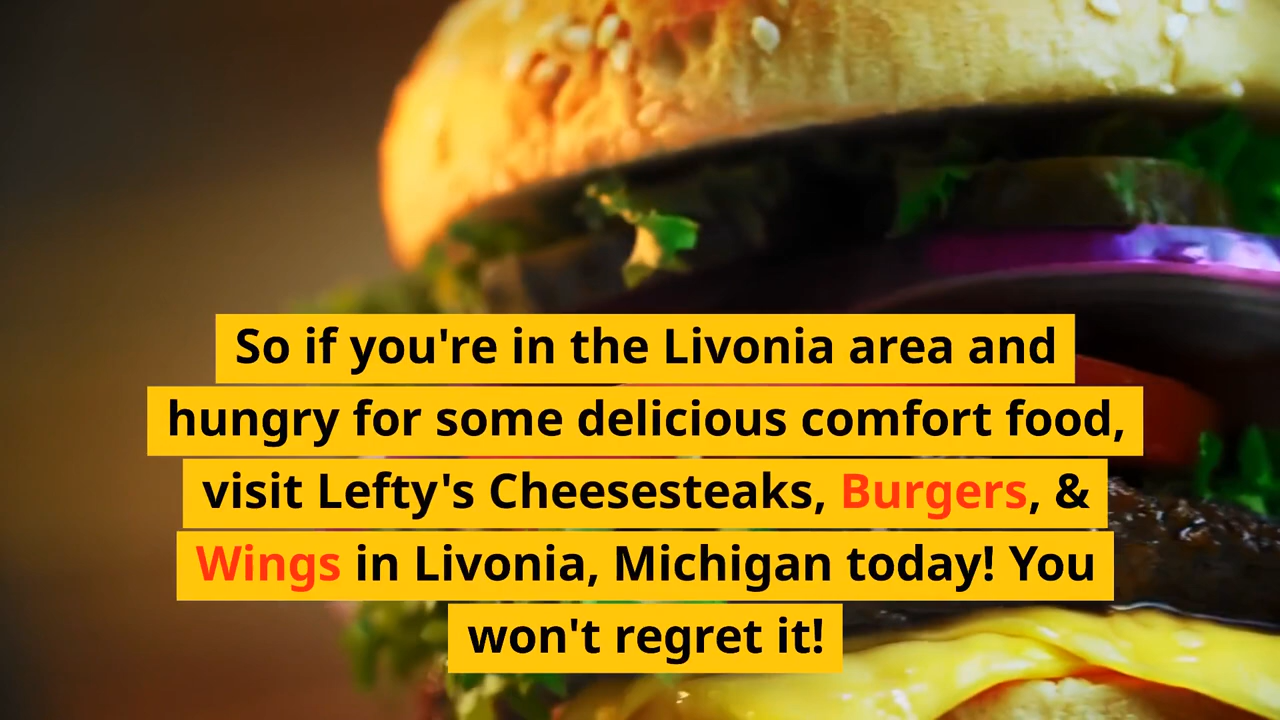 So if you're in the Livonia area and
hungry for some delicious comfort food,
visit Lefty's Cheesesteaks, Burgers, &
Wings in Livonia, Michigan today! You
won't regret it!